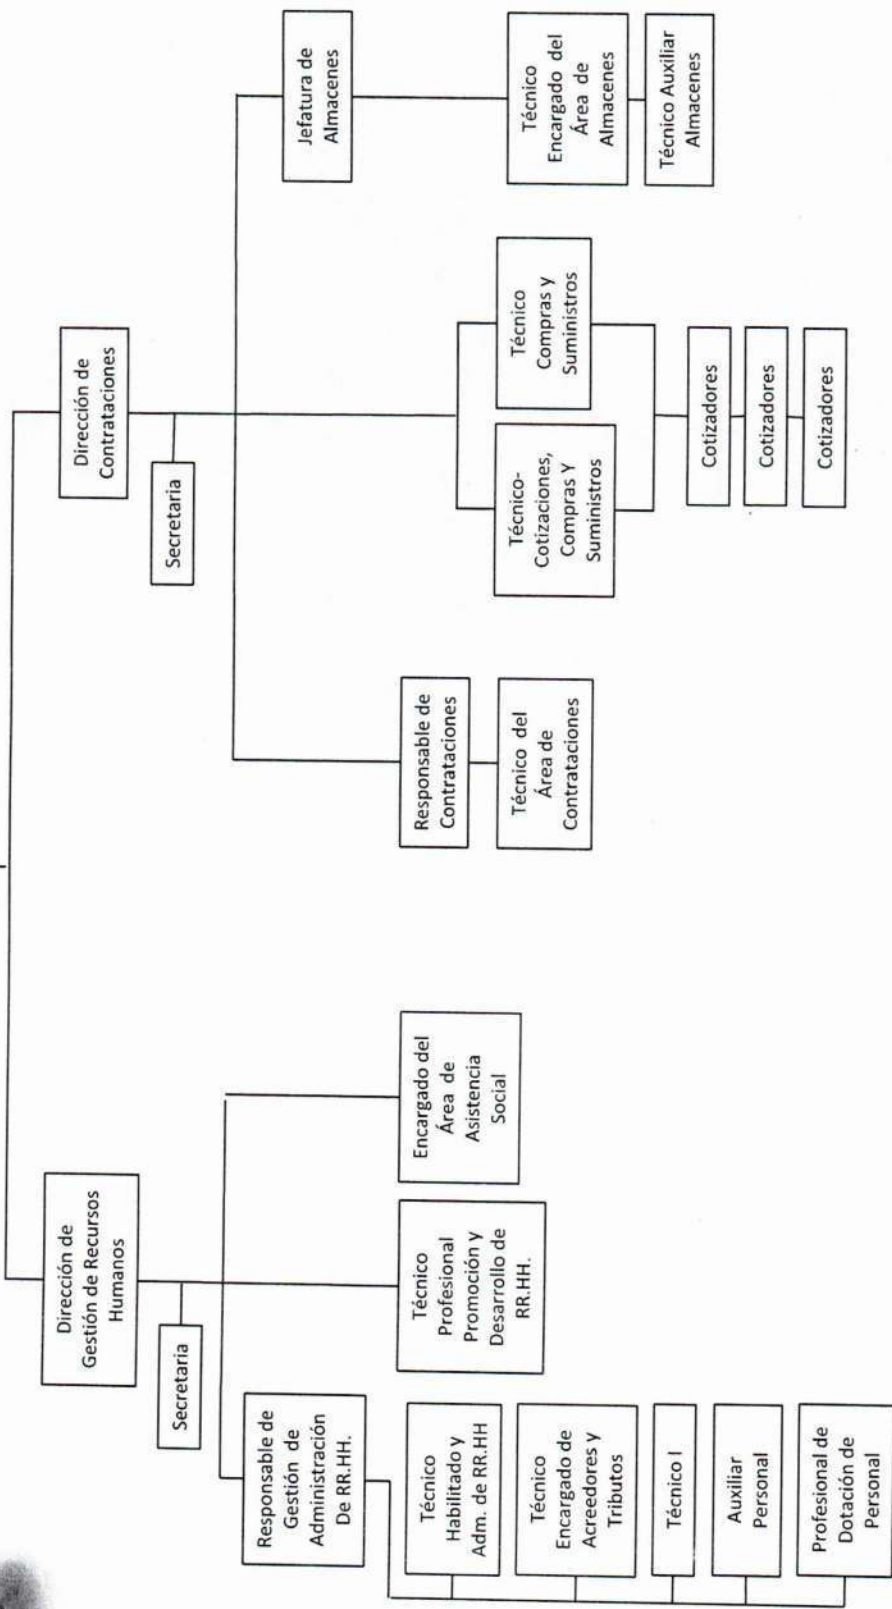 Dirección de
Gestión de Recursos
Humanos
Secretaria
Responsable de
Gestión de
Administración
De RR.HH.
Técnico
Habilitado y
Adm. de RR.HH
Técnico
Encargado de
Acreedores y
Tributos
Técnico I
Auxiliar
Personal
Profesional de
Dotación de
Personal
Técnico
Profesional
Promoción y
Desarrollo de
RR.HH.
Encargado del
Área de
Asistencia
Social
Dirección de
Contrataciones
Secretaria
Responsable de
Contrataciones
Técnico del
Área de
Contrataciones
Técnico-
Cotizaciones,
Compras Y
Suministros
Técnico
Compras y
Suministros
Cotizadores
Cotizadores
Cotizadores
Jefatura de
Almacenes
Técnico
Encargado del
Área de
Almacenes
Técnico Auxiliar
Almacenes